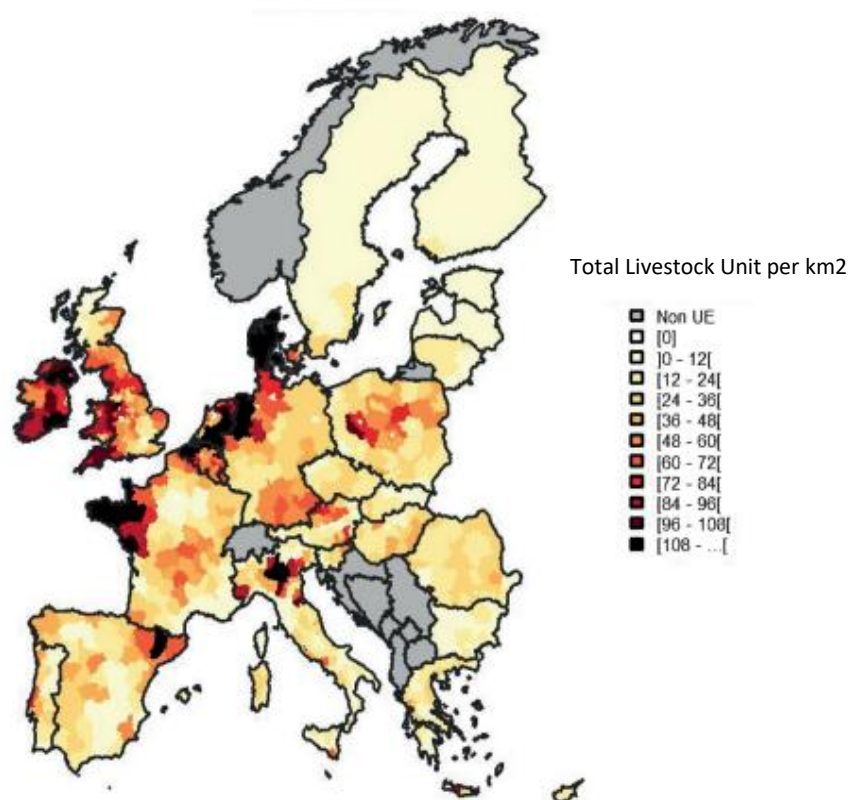 Total Livestock Unit per km2
Non UE
[0]
]0 - 12[
[12 - 24[
[24 - 36[
[36 - 48[
[48 - 60[
[60 - 72[
[72 - 84[
[84 - 96[
[96 - 108[
[108 - ...[